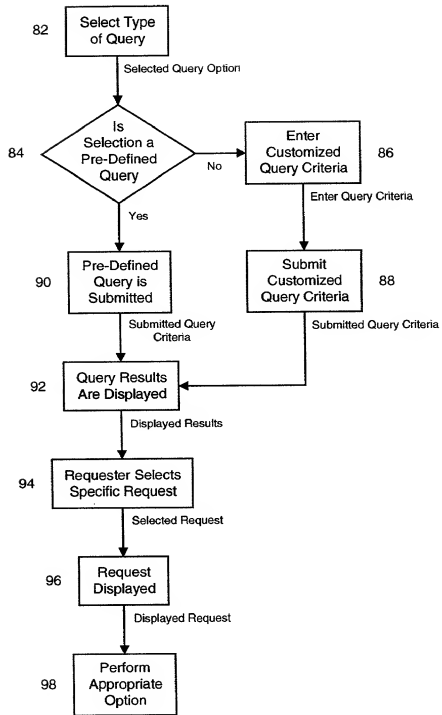 82
Select Type
of Query
Selected Query Option
84
Is
Selection a
Pre-Defined
Query
No
Enter
Customized
Query Criteria
86
Yes
Enter Query Criteria
90
Pre-Defined
Query is
Submitted
Submit
Customized
Query Criteria
88
Submitted Query
Criteria
Submitted Query Criteria
92
Query Results
Are Displayed
Displayed Results
94
Requester Selects
Specific Request
Selected Request
96
Request
Displayed
Displayed Request
98
Perform
Appropriate
Option